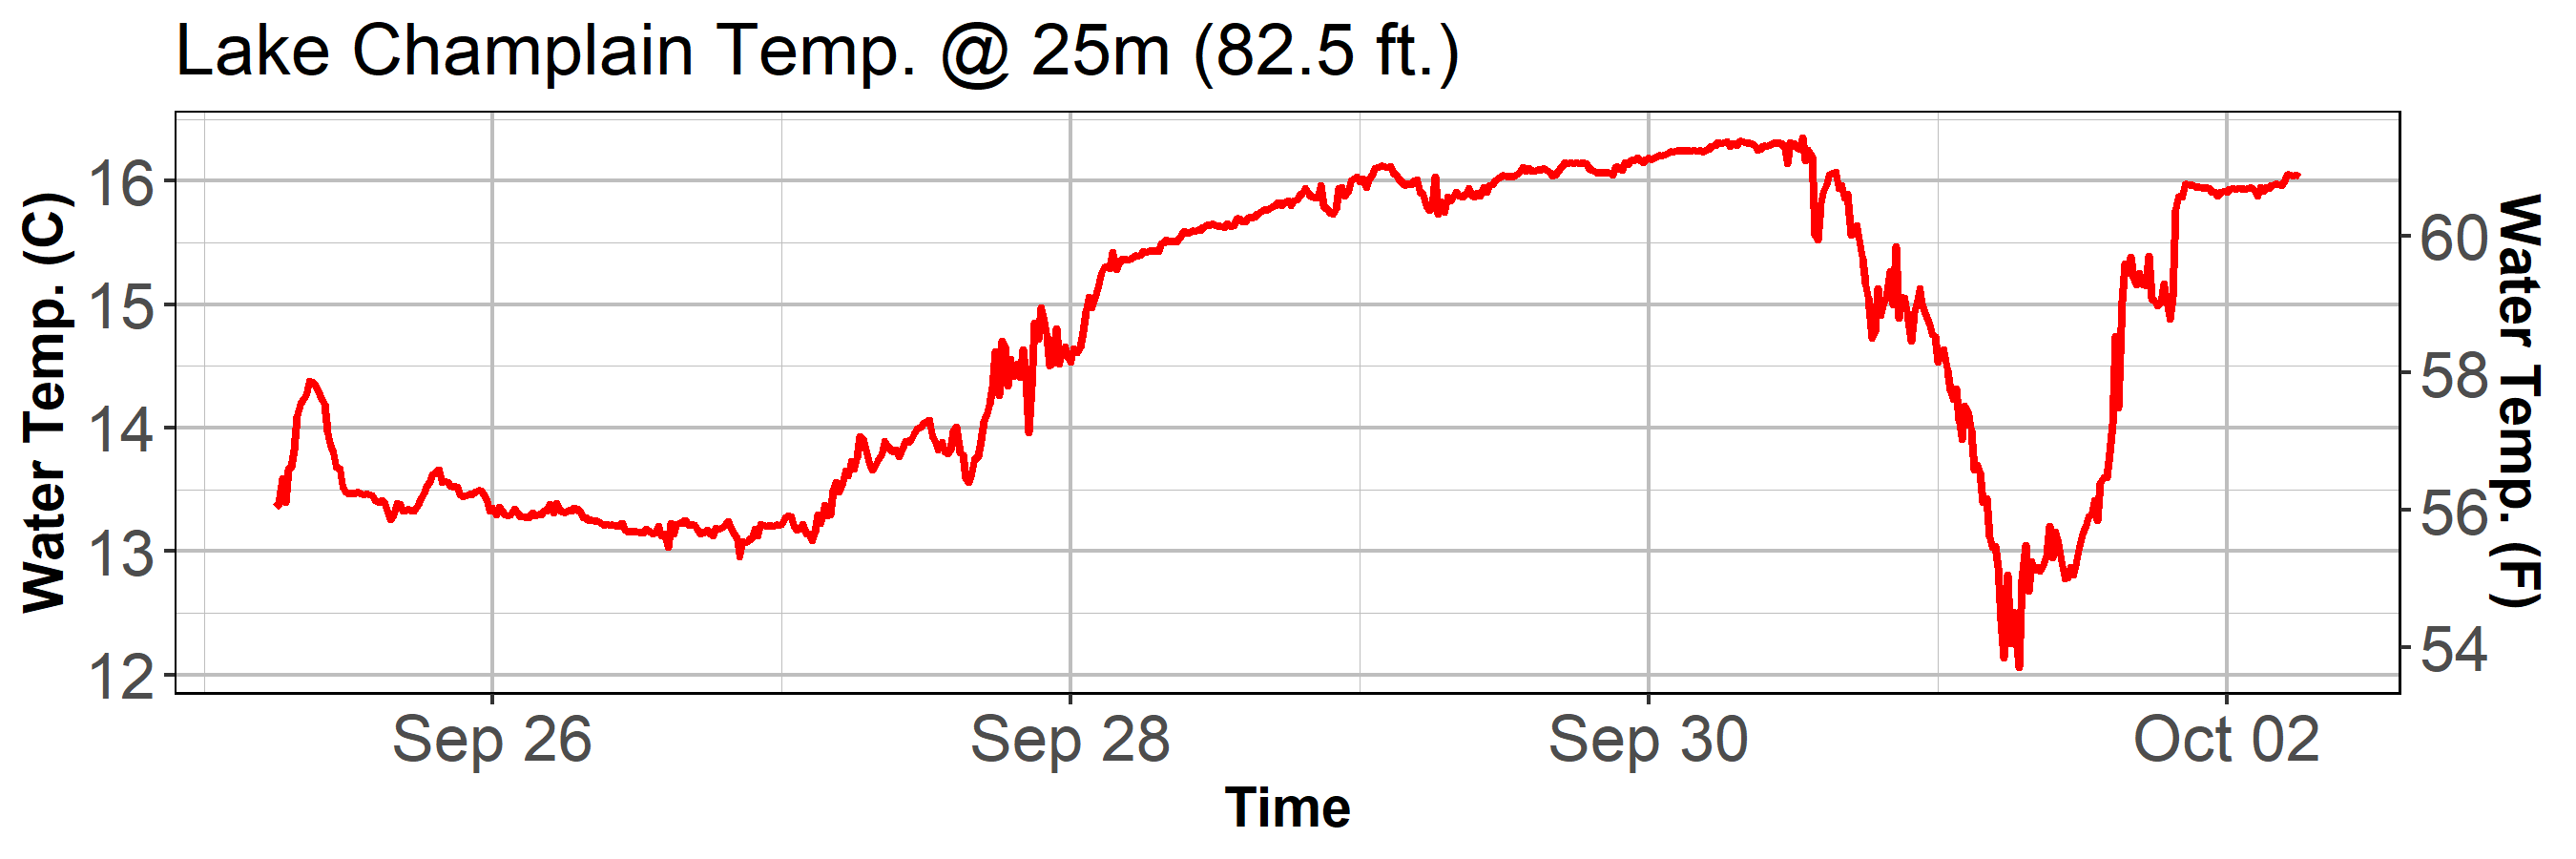 Lake Champlain Temp. @ 25m (82.5 ft.)
Water Temp. (C)
16
15
14
13
12
60
58
56
54
Water Temp. (F)
Sep 26
Sep 28
Sep 30
Oct 02
Time